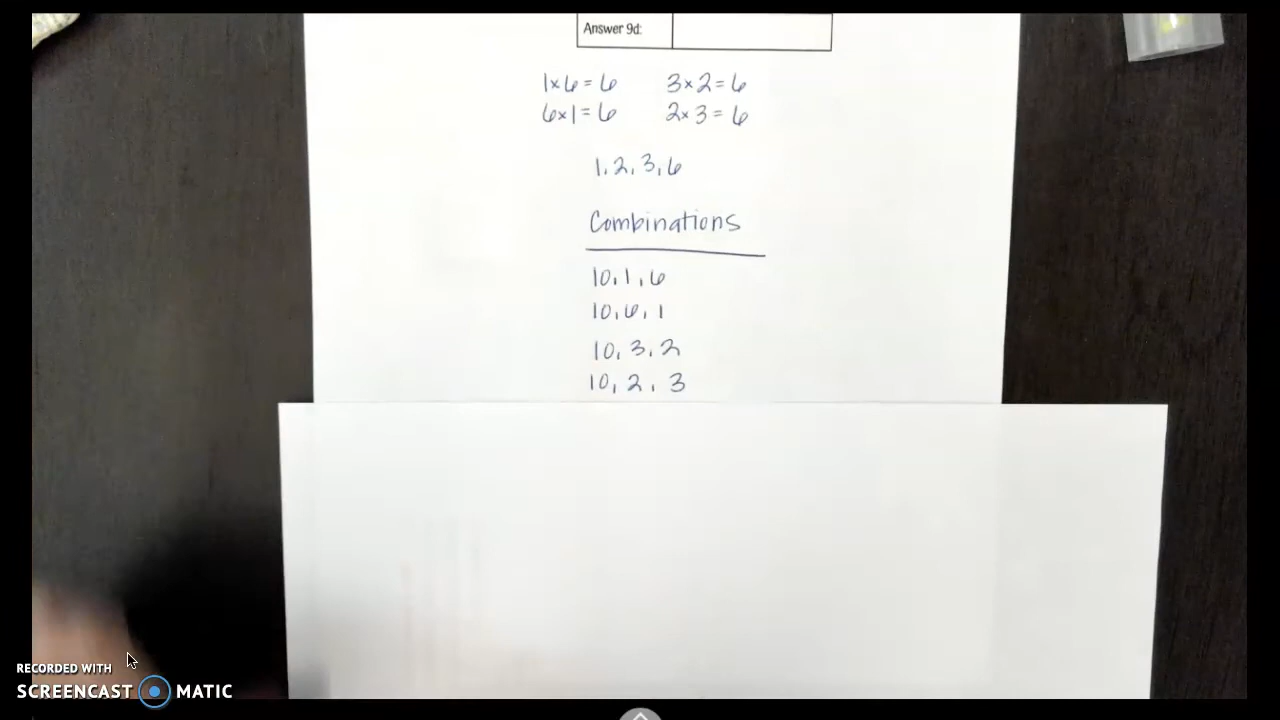 Answer 9d:
1×6=6 3×2=6
6×1=6 2×3=6
1,2,3,6
Combinations
10,1,6
10,6,1
10,3,2
10,2,3
RECORDED WITH
SCREENCAST MATIC